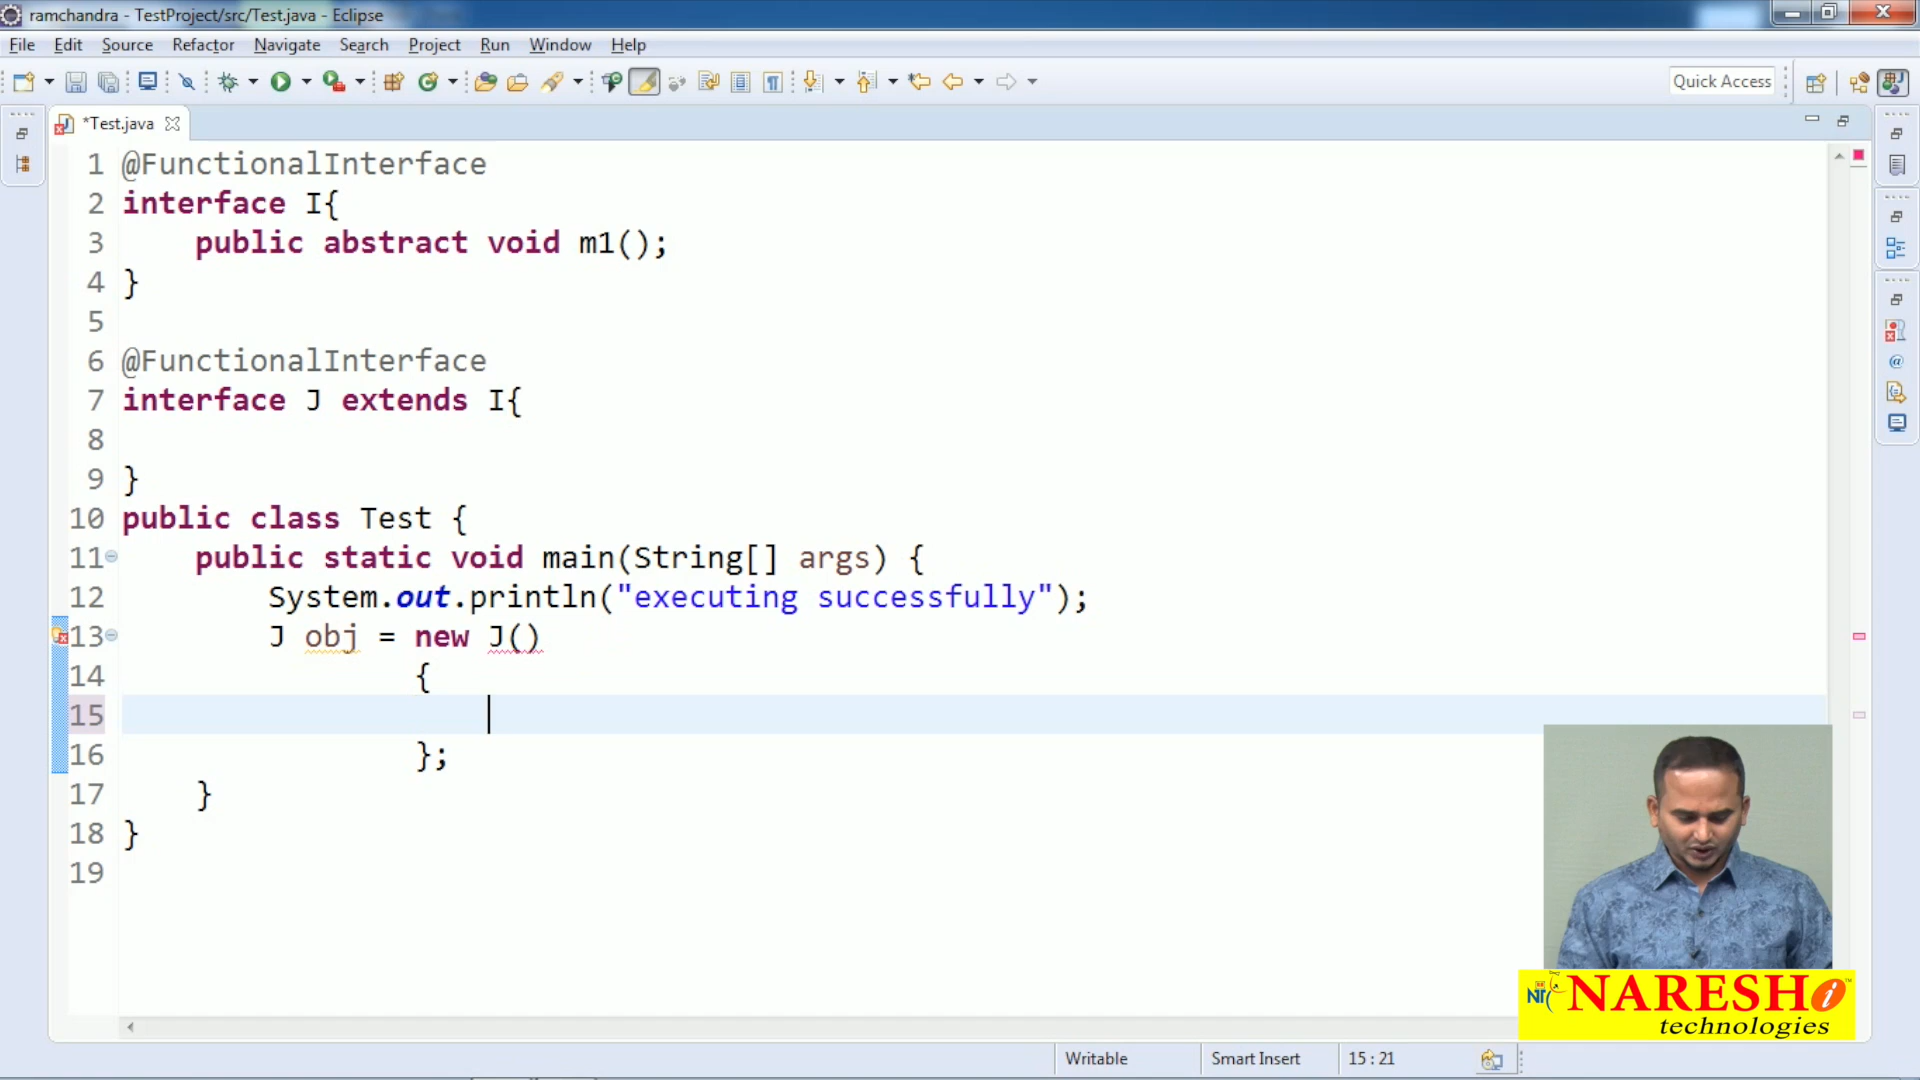 ramchandra - TestProject/src/Test.java - Eclipse
File Edit Source Refactor Navigate Search Project Run Window Help
Quick Access
*Test.java
1 @FunctionalInterface
2 interface I{
3 public abstract void m1();
4 }
5
6 @FunctionalInterface
7 interface J extends I{
8
9 }
10 public class Test {
11 public static void main(String[] args) {
12 System.out.println("executing successfully");
13 J obj = new J()
14 {
15
16 };
17 }
18 }
19
NARESH i
technologies
Writable Smart Insert 15 : 21